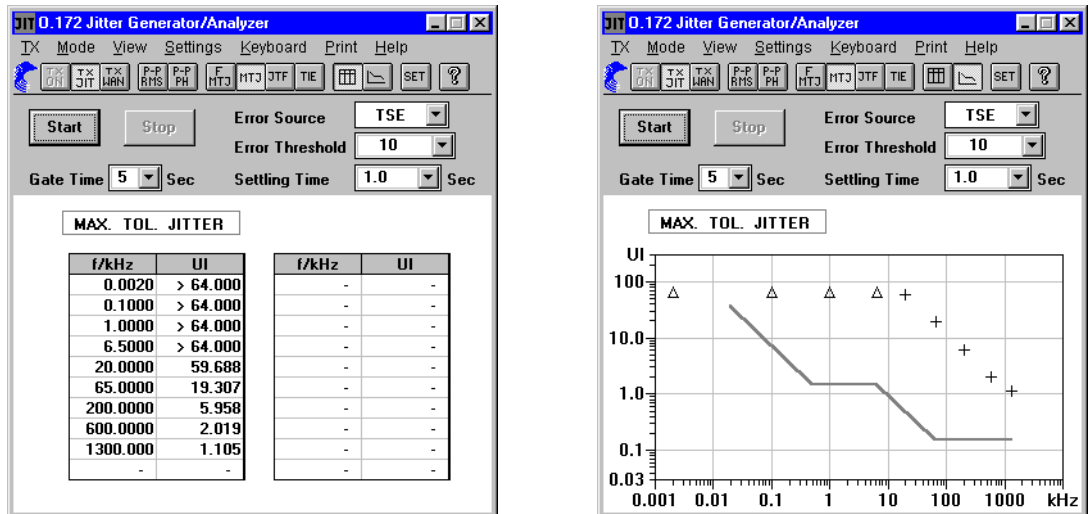 JIT O.172 Jitter Generator/Analyzer
TX Mode View Settings Keyboard Print Help
TX ON TX JIT TX WAN P-P RMS P-P PH F MTJ MTJ JTF TIE SET ?
Start Stop Error Source TSE
Error Threshold 10
Gate Time 5 Sec Settling Time 1.0 Sec
MAX. TOL. JITTER
f/kHz UI f/kHz UI
0.0020 > 64.000 - -
0.1000 > 64.000 - -
1.0000 > 64.000 - -
6.5000 > 64.000 - -
20.0000 59.688 - -
65.0000 19.307 - -
200.0000 5.958 - -
600.0000 2.019 - -
1300.000 1.105 - -
- - - -
JIT O.172 Jitter Generator/Analyzer
TX Mode View Settings Keyboard Print Help
TX ON TX JIT TX WAN P-P RMS P-P PH F MTJ MTJ JTF TIE SET ?
Start Stop Error Source TSE
Error Threshold 10
Gate Time 5 Sec Settling Time 1.0 Sec
MAX. TOL. JITTER
UI
100
10.0
1.0
0.1
0.03
0.001 0.01 0.1 1 10 100 1000 kHz